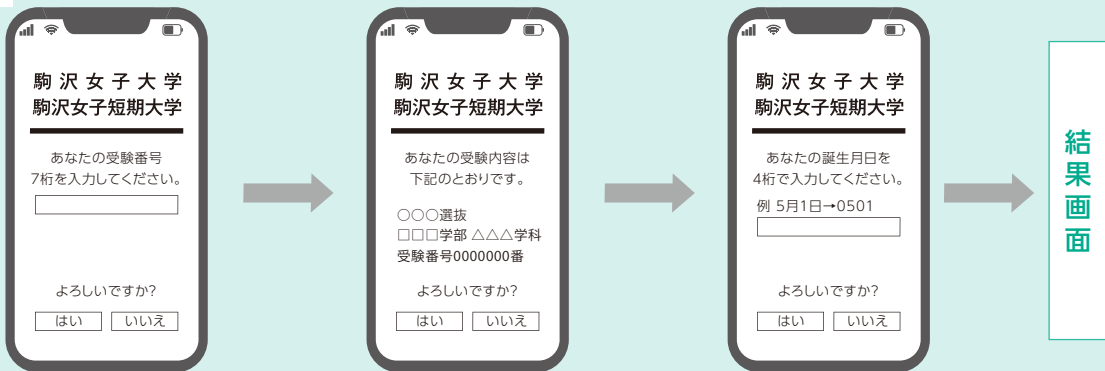 駒沢女子大学
駒沢女子短期大学
あなたの受験番号
7桁を入力してください。
よろしいですか?
はい いいえ
駒沢女子大学
駒沢女子短期大学
あなたの受験内容は
下記のとおりです。
○○○選抜
□□□学部 △△△学科
受験番号0000000番
よろしいですか?
はい いいえ
駒沢女子大学
駒沢女子短期大学
あなたの誕生月日を
4桁で入力してください。
例 5月1日→0501
よろしいですか?
はい いいえ
結果画面